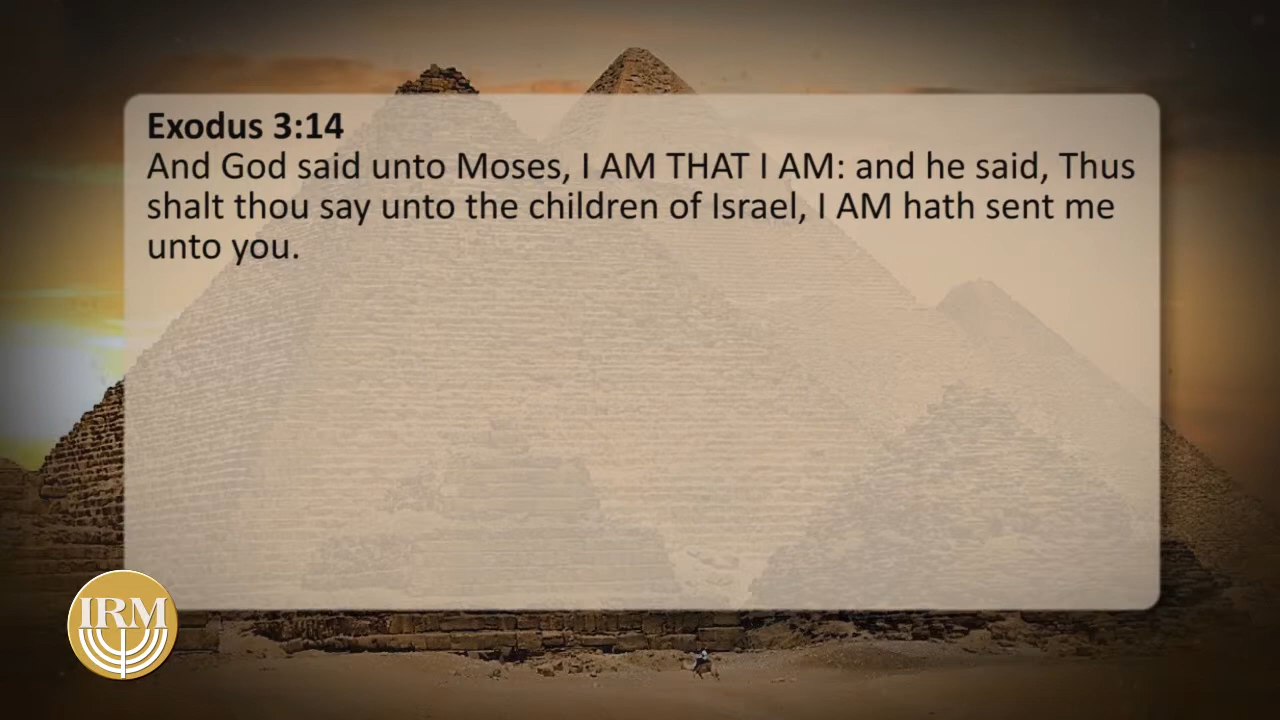 Exodus 3:14
And God said unto Moses, I AM THAT I AM: and he said, Thus
shalt thou say unto the children of Israel, I AM hath sent me
unto you.
IRM